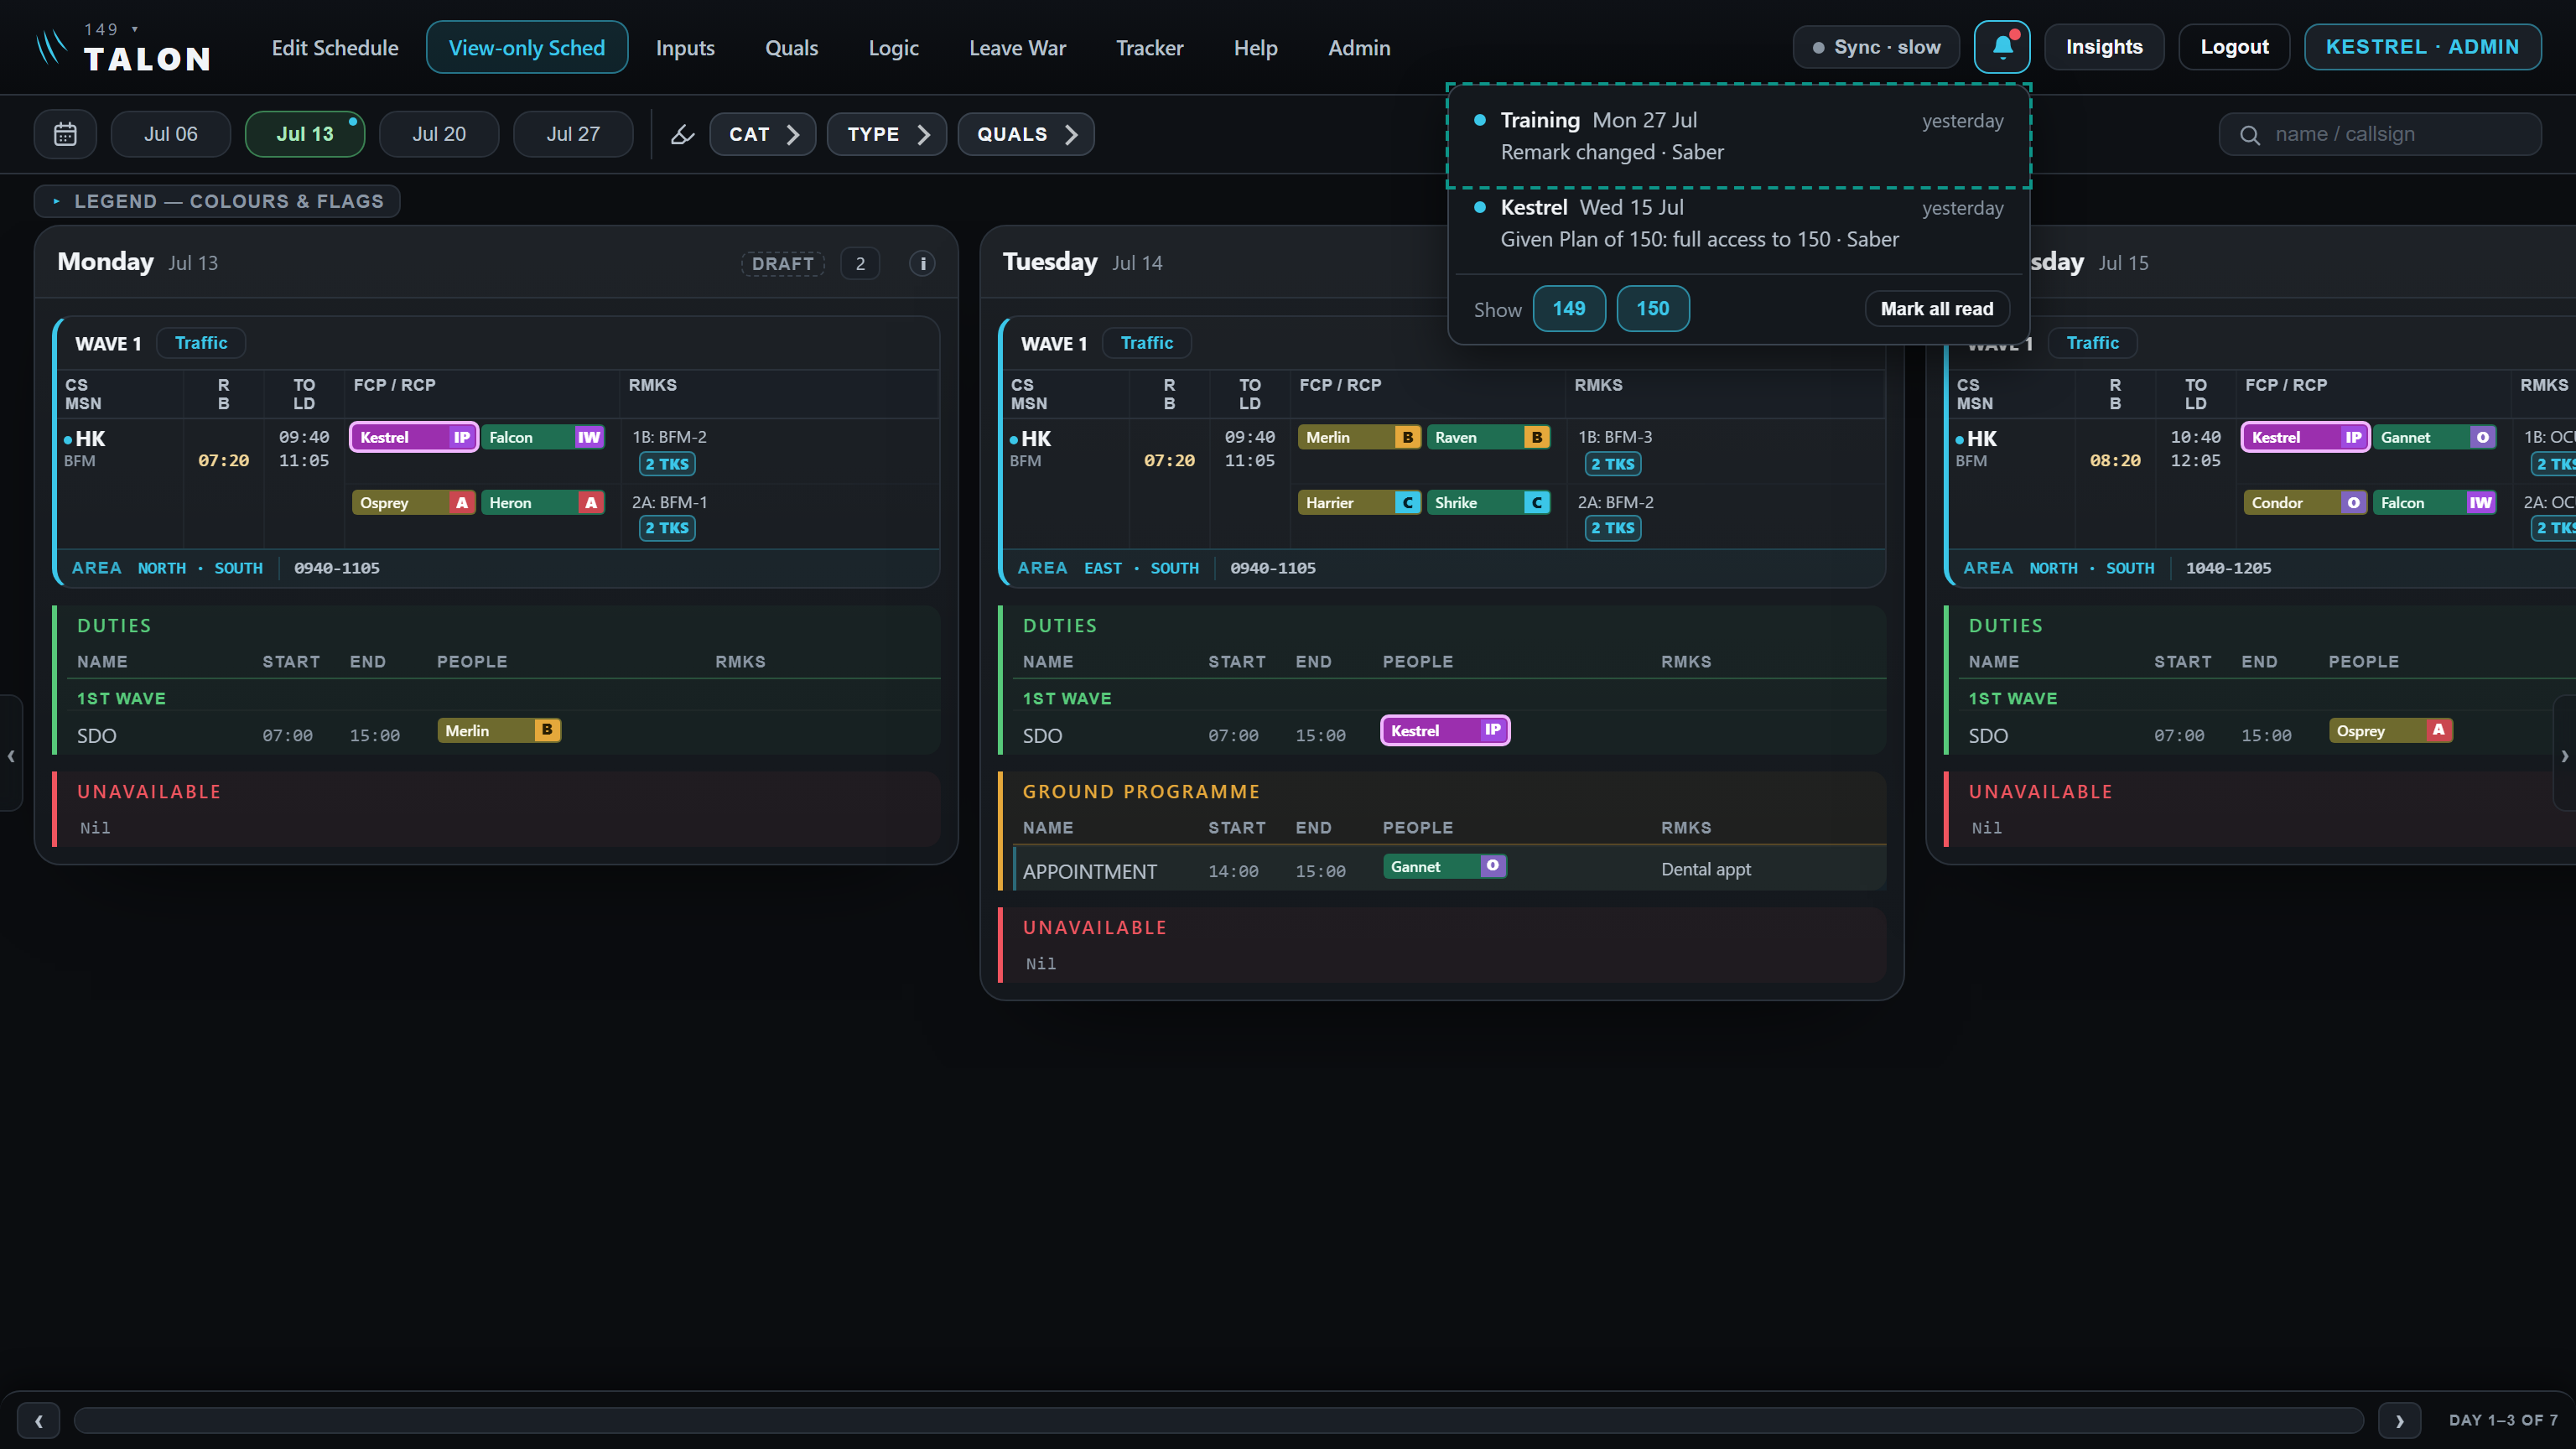 149 ▾
TALON
Edit Schedule
View-only Sched
Inputs
Quals
Logic
Leave War
Tracker
Help
Admin
Sync · slow
Insights
Logout
KESTREL · ADMIN
Jul 06
Jul 13
Jul 20
Jul 27
CAT
TYPE
QUALS
name / callsign
Training Mon 27 Jul yesterday
Remark changed · Saber
Kestrel Wed 15 Jul yesterday
Given Plan of 150: full access to 150 · Saber
Show 149 150 Mark all read
LEGEND — COLOURS & FLAGS
Monday Jul 13 DRAFT 2 i
WAVE 1 Traffic
CS R TO FCP / RCP RMKS
MSN B LD
HK 09:40 Kestrel IP Falcon IW 1B: BFM-2
BFM 07:20 11:05 2 TKS
Osprey A Heron A 2A: BFM-1
2 TKS
AREA NORTH · SOUTH 0940-1105
DUTIES
NAME START END PEOPLE RMKS
1ST WAVE
SDO 07:00 15:00 Merlin B
UNAVAILABLE
Nil
Tuesday Jul 14
WAVE 1 Traffic
CS R TO FCP / RCP RMKS
MSN B LD
HK 09:40 Merlin B Raven B 1B: BFM-3
BFM 07:20 11:05 2 TKS
Harrier C Shrike C 2A: BFM-2
2 TKS
AREA EAST · SOUTH 0940-1105
DUTIES
NAME START END PEOPLE RMKS
1ST WAVE
SDO 07:00 15:00 Kestrel IP
GROUND PROGRAMME
NAME START END PEOPLE RMKS
APPOINTMENT 14:00 15:00 Gannet O Dental appt
UNAVAILABLE
Nil
sday Jul 15
WAVE 1 Traffic
CS R TO FCP / RCP RMKS
MSN B LD
HK 10:40 Kestrel IP Gannet O 1B: OCU
BFM 08:20 12:05 2 TKS
Condor O Falcon IW 2A: OCU
2 TKS
AREA NORTH · SOUTH 1040-1205
DUTIES
NAME START END PEOPLE
1ST WAVE
SDO 07:00 15:00 Osprey A
UNAVAILABLE
Nil
DAY 1–3 OF 7